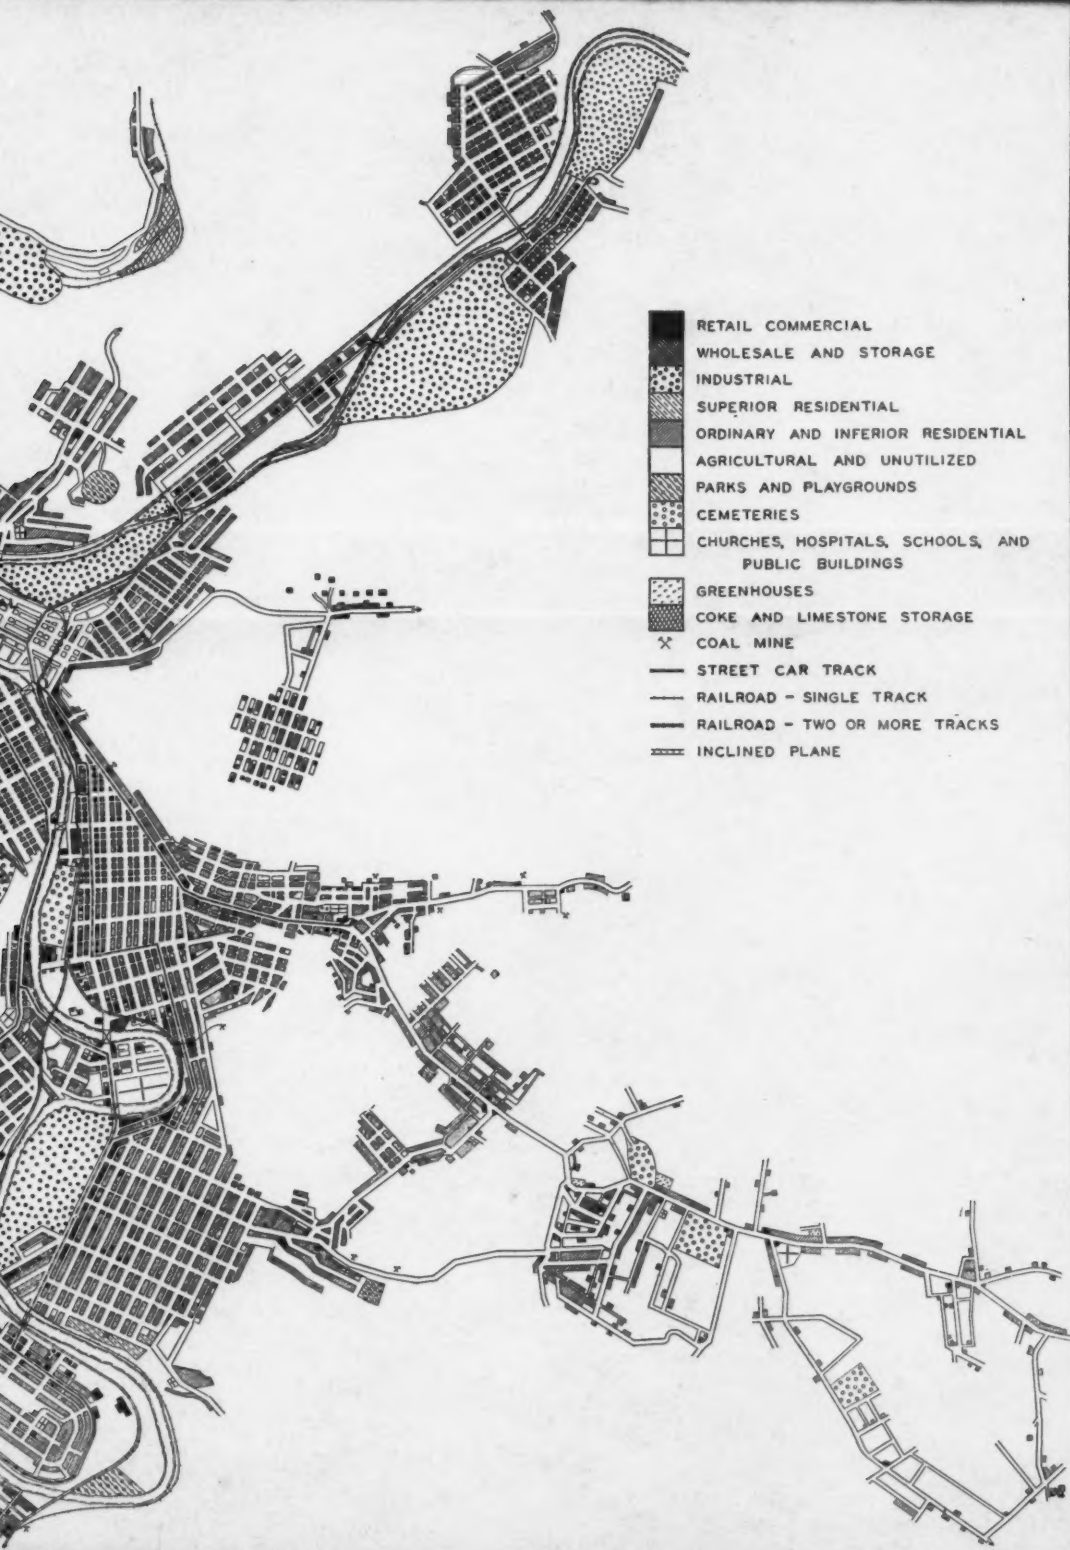 RETAIL COMMERCIAL
WHOLESALE AND STORAGE
INDUSTRIAL
SUPERIOR RESIDENTIAL
ORDINARY AND INFERIOR RESIDENTIAL
AGRICULTURAL AND UNUTILIZED
PARKS AND PLAYGROUNDS
CEMETERIES
CHURCHES, HOSPITALS, SCHOOLS, AND
PUBLIC BUILDINGS
GREENHOUSES
COKE AND LIMESTONE STORAGE
COAL MINE
STREET CAR TRACK
RAILROAD - SINGLE TRACK
RAILROAD - TWO OR MORE TRACKS
INCLINED PLANE